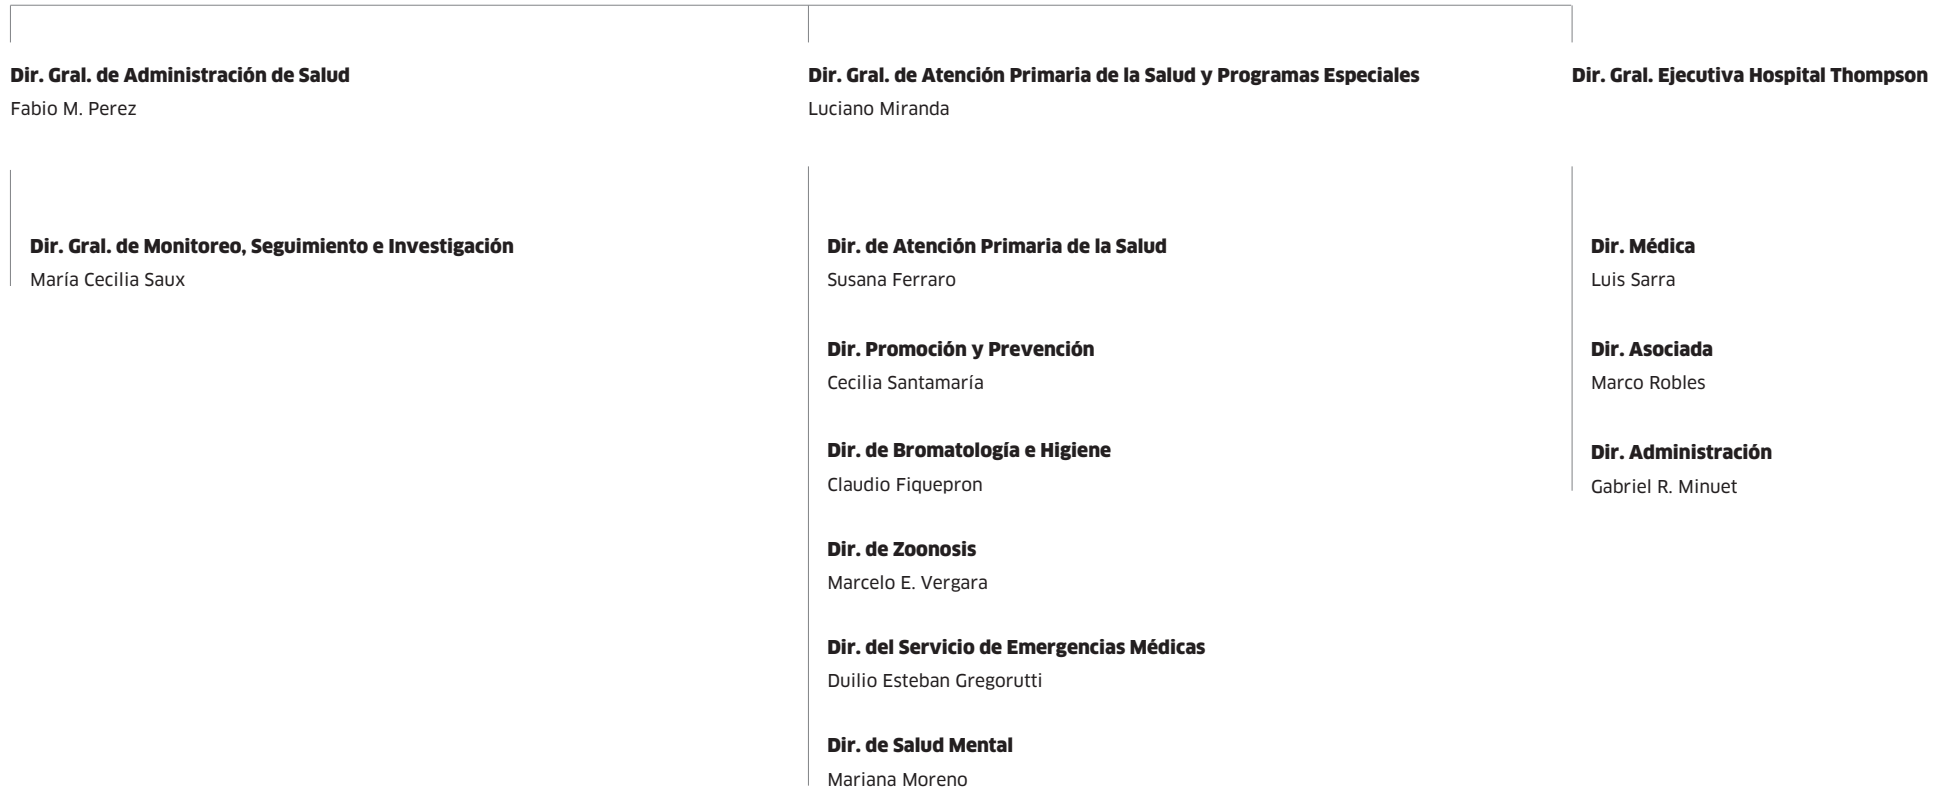 Dir. Gral. de Administración de Salud
Fabio M. Perez
Dir. Gral. de Monitoreo, Seguimiento e Investigación
María Cecilia Saux
Dir. Gral. de Atención Primaria de la Salud y Programas Especiales
Luciano Miranda
Dir. de Atención Primaria de la Salud
Susana Ferraro
Dir. Promoción y Prevención
Cecilia Santamaría
Dir. de Bromatología e Higiene
Claudio Fiquepron
Dir. de Zoonosis
Marcelo E. Vergara
Dir. del Servicio de Emergencias Médicas
Duilio Esteban Gregorutti
Dir. de Salud Mental
Mariana Moreno
Dir. Gral. Ejecutiva Hospital Thompson
Dir. Médica
Luis Sarra
Dir. Asociada
Marco Robles
Dir. Administración
Gabriel R. Minuet